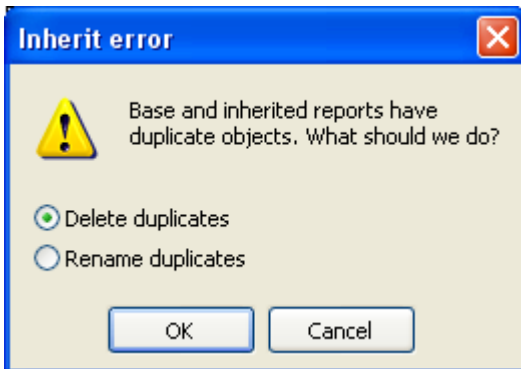 Inherit error
Base and inherited reports have
duplicate objects. What should we do?
Delete duplicates
Rename duplicates
OK
Cancel